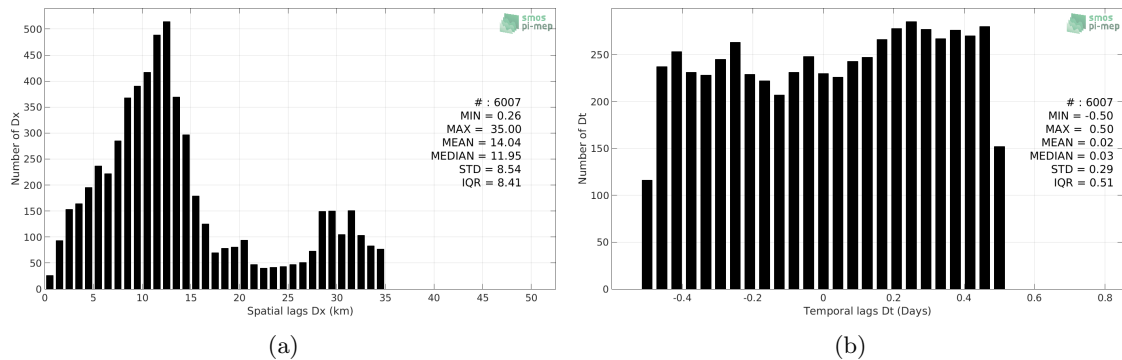 500
450
400
350
300
250
200
150
100
50
0
Number of Dx
0 5 10 15 20 25 30 35 40 45 50
Spatial lags Dx (km)
smos
pi-mep
# : 6007
MIN = 0.26
MAX = 35.00
MEAN = 14.04
MEDIAN = 11.95
STD = 8.54
IQR = 8.41
(a)
250
200
150
100
50
0
Number of Dt
-0.4 -0.2 0 0.2 0.4 0.6 0.8
Temporal lags Dt (Days)
smos
pi-mep
# : 6007
MIN = -0.50
MAX = 0.50
MEAN = 0.02
MEDIAN = 0.03
STD = 0.29
IQR = 0.51
(b)